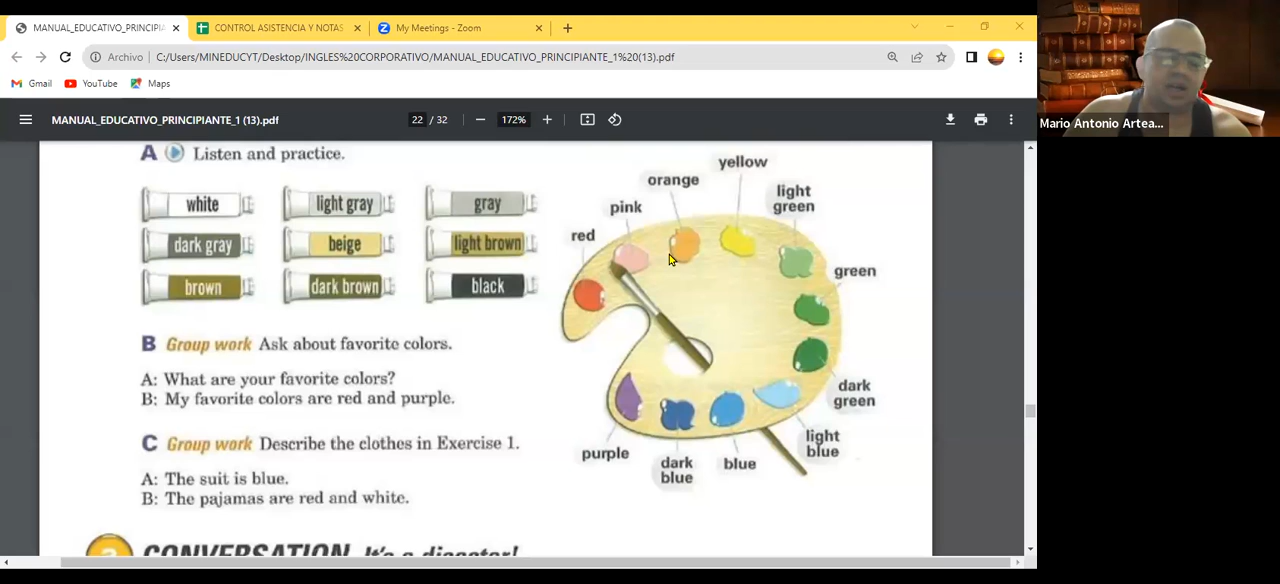 MANUAL_EDUCATIVO_PRINCIPIA
CONTROL ASISTENCIA Y NOTAS
My Meetings - Zoom
Archivo
C:/Users/MINEDUCYT/Desktop/INGLES%20CORPORATIVO/MANUAL_EDUCATIVO_PRINCIPIANTE_1%20(13).pdf
Gmail
YouTube
Maps
MANUAL_EDUCATIVO_PRINCIPIANTE_1 (13).pdf
22 / 32
172%
Mario Antonio Artea...
A Listen and practice.
white
light gray
gray
dark gray
beige
light brown
brown
dark brown
black
red
pink
orange
yellow
light
green
green
dark
green
light
blue
blue
dark
blue
purple
B Group work Ask about favorite colors.
A: What are your favorite colors?
B: My favorite colors are red and purple.
C Group work Describe the clothes in Exercise 1.
A: The suit is blue.
B: The pajamas are red and white.
3 CONVERSATION It's a disaster!